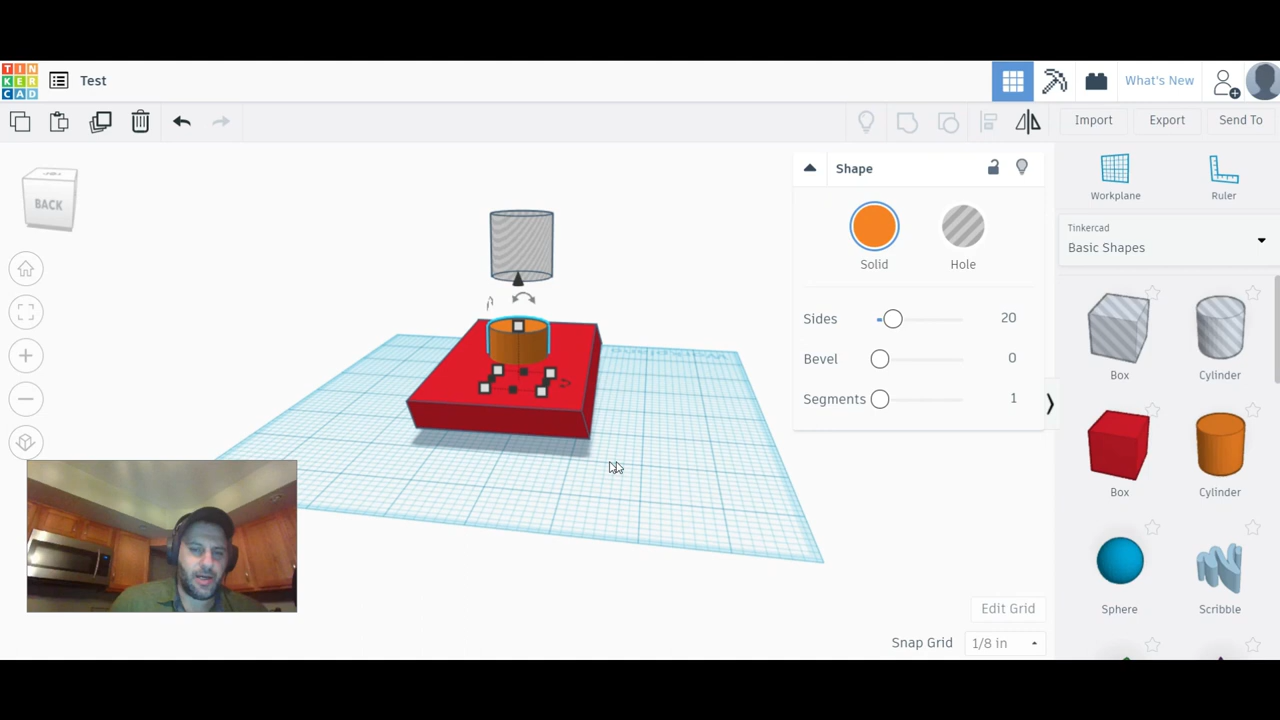 TIN
KER
CAD
Test
What's New
Import
Export
Send To
BACK
Shape
Solid
Hole
Sides
20
Bevel
0
Segments
1
Workplane
Ruler
Tinkercad
Basic Shapes
Box
Cylinder
Box
Cylinder
Sphere
Scribble
Edit Grid
Snap Grid
1/8 in